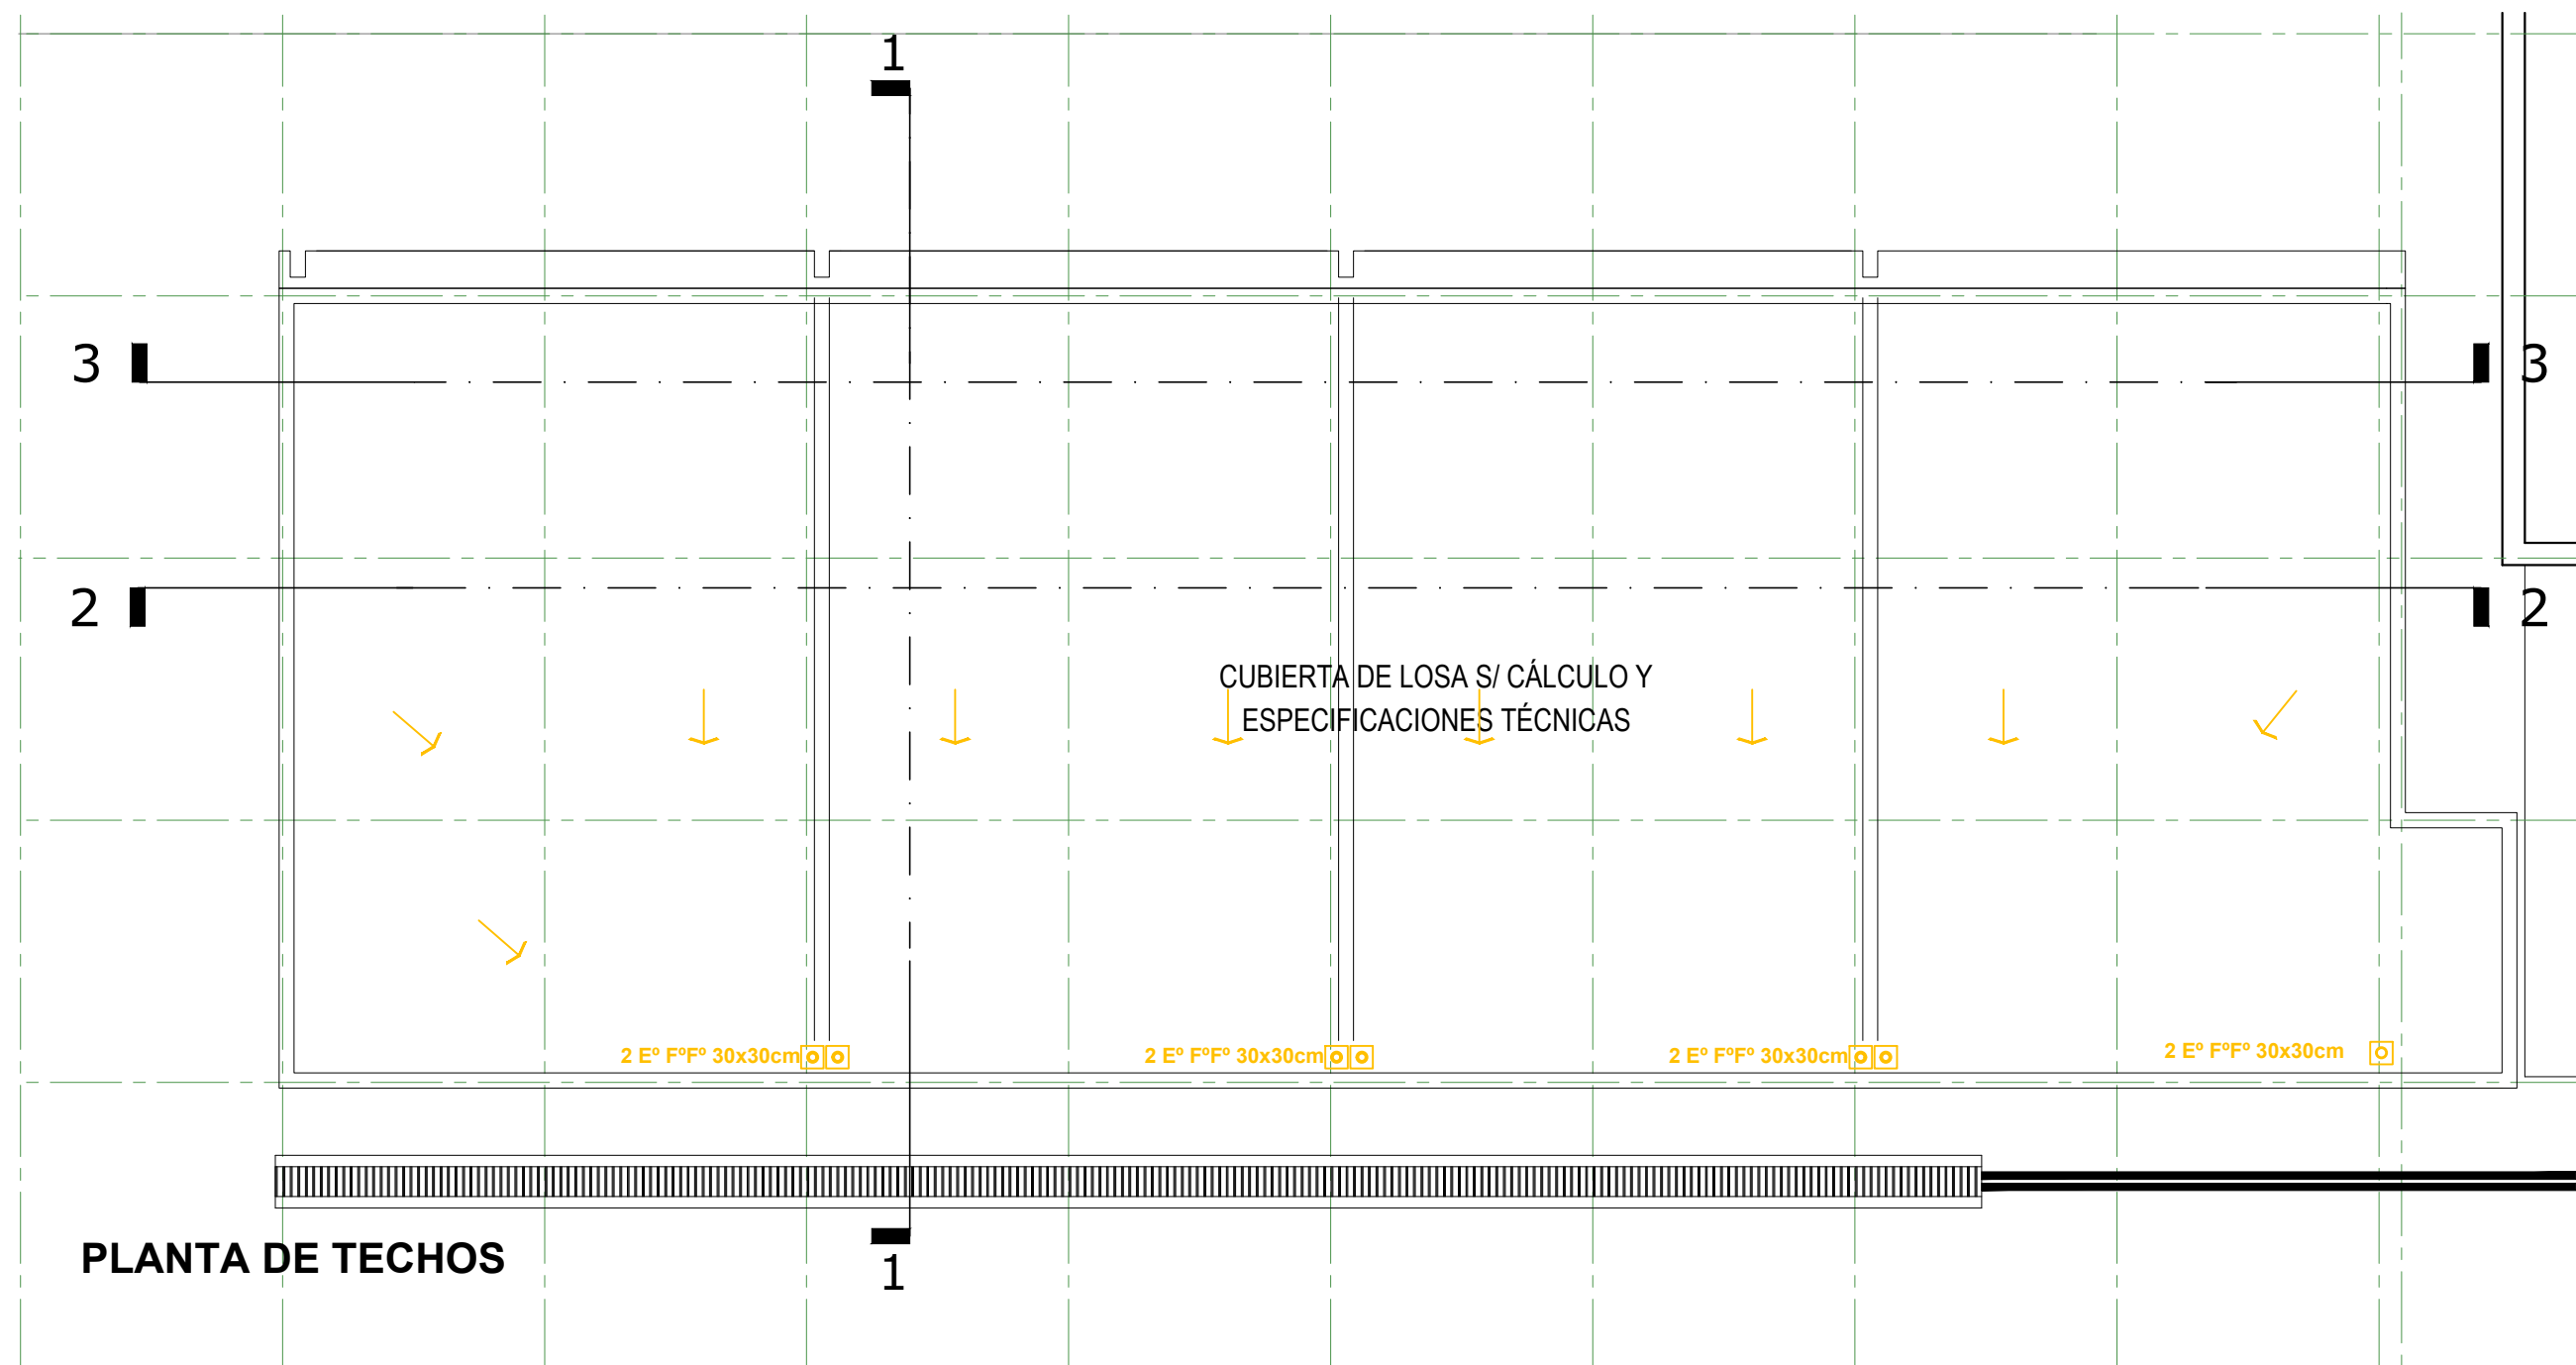 1
3
3
2
2
CUBIERTA DE LOSA S/ CÁLCULO Y
ESPECIFICACIONES TÉCNICAS
2 Eº FºFº 30x30cm
2 Eº FºFº 30x30cm
2 Eº FºFº 30x30cm
2 Eº FºFº 30x30cm
PLANTA DE TECHOS
1